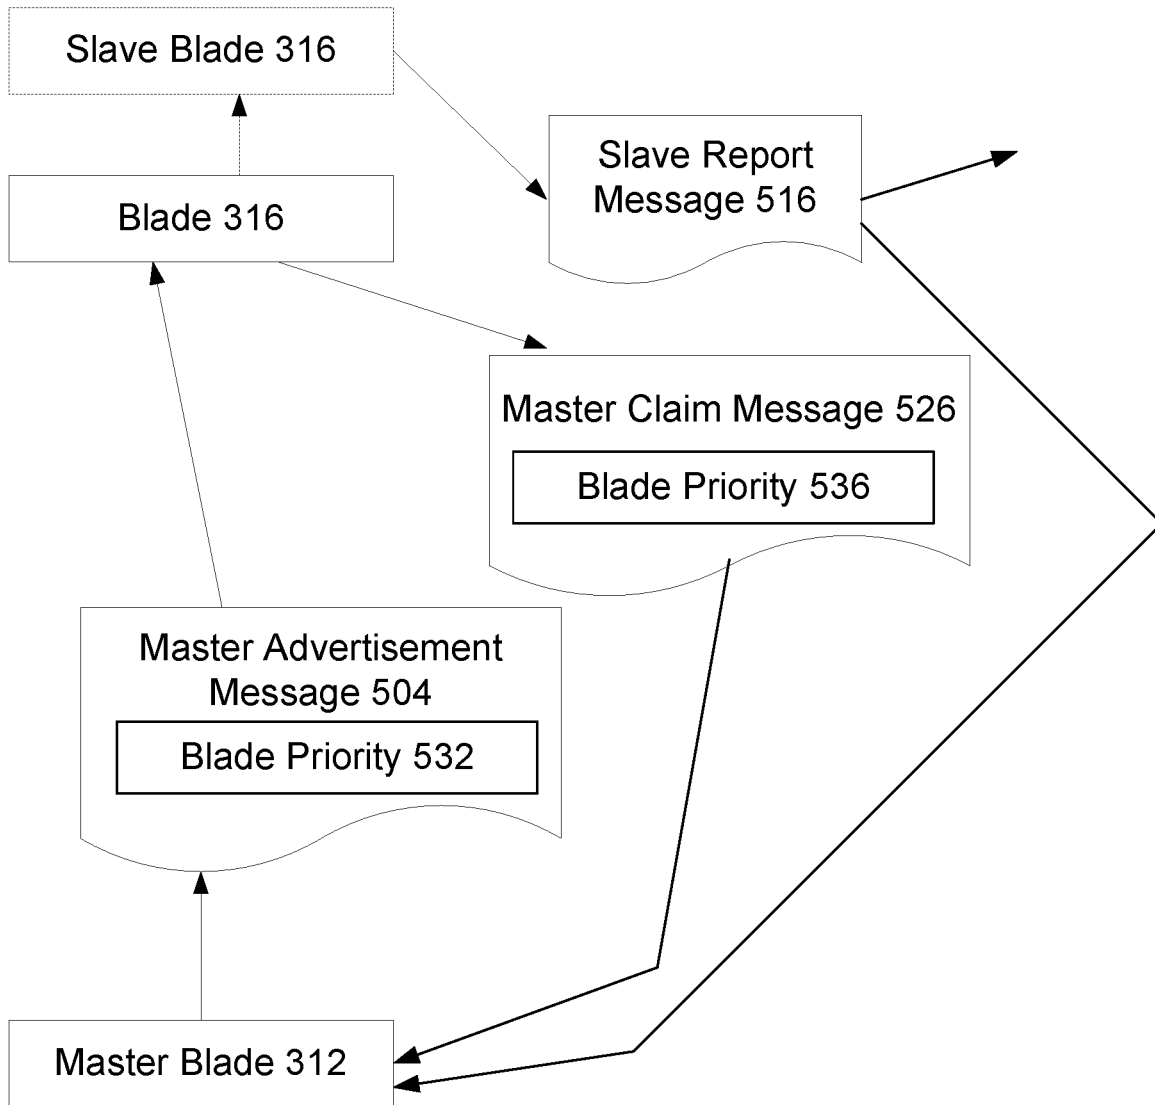 Slave Blade 316
Slave Report
Message 516
Blade 316
Master Claim Message 526
Blade Priority 536
Master Advertisement
Message 504
Blade Priority 532
Master Blade 312